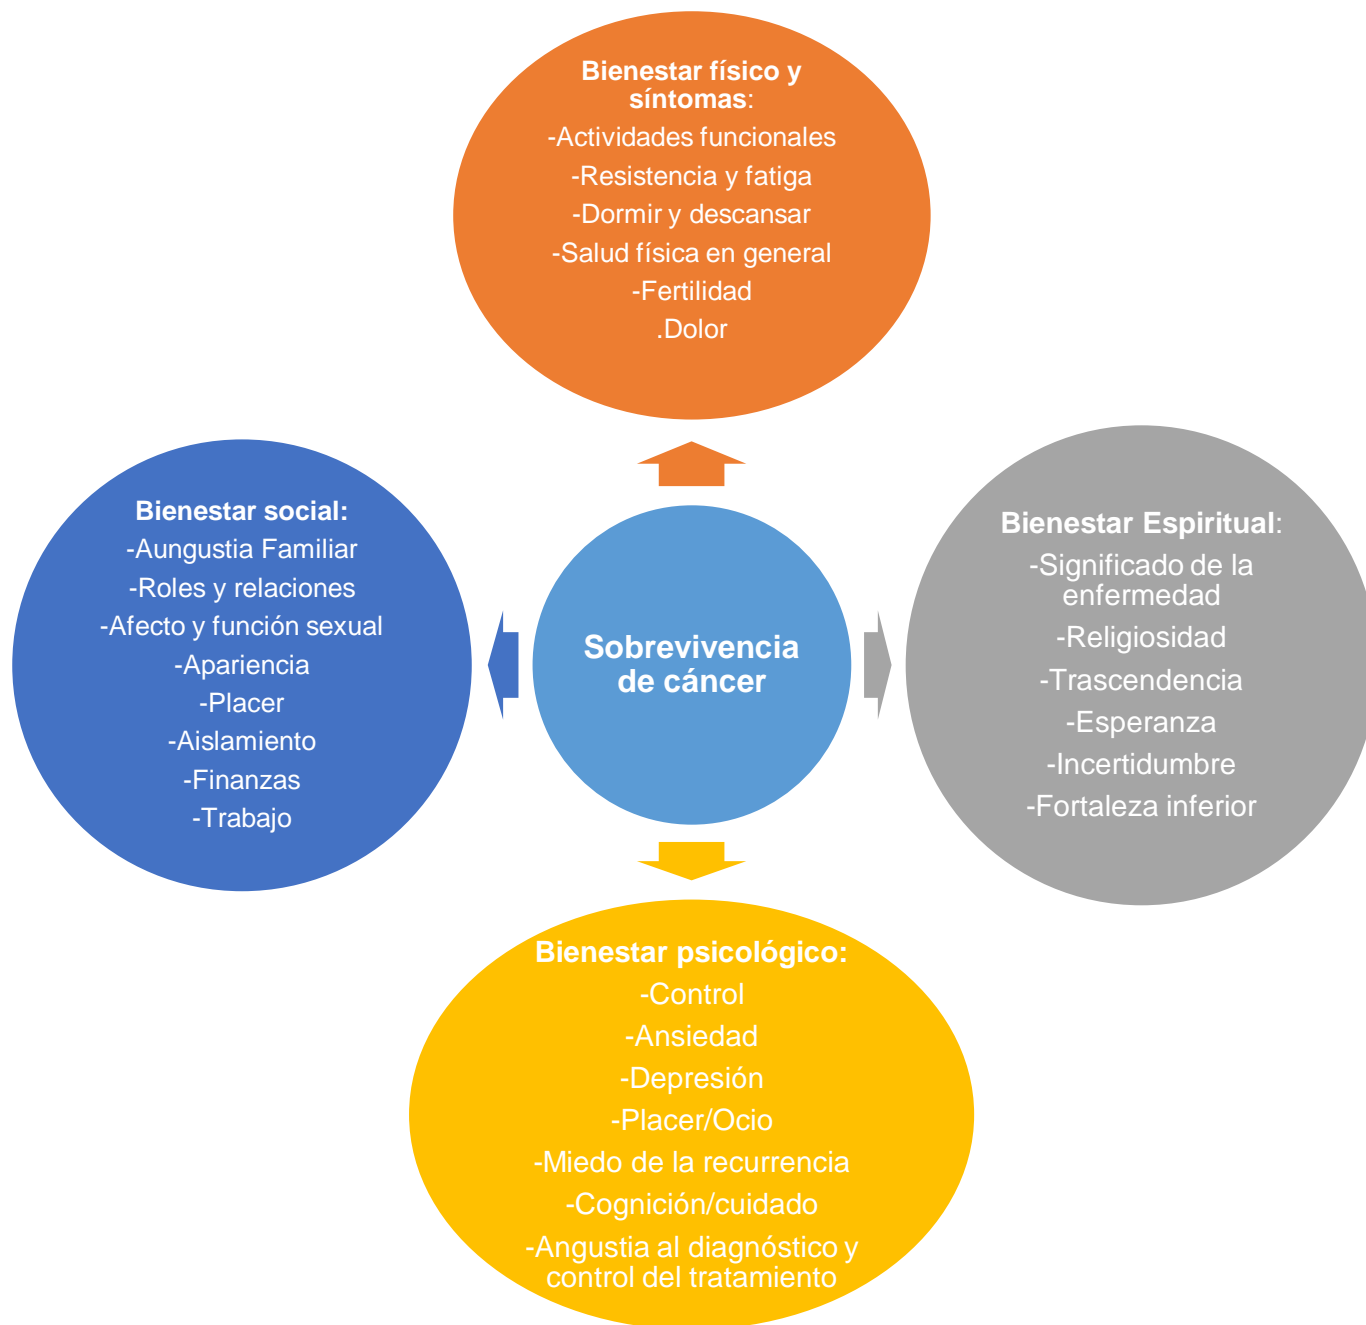 Bienestar físico y
síntomas:
-Actividades funcionales
-Resistencia y fatiga
-Dormir y descansar
-Salud física en general
-Fertilidad
.Dolor
Bienestar social:
-Aungustia Familiar
-Roles y relaciones
-Afecto y función sexual
-Apariencia
-Placer
-Aislamiento
-Finanzas
-Trabajo
Sobrevivencia
de cáncer
Bienestar Espiritual:
-Significado de la
enfermedad
-Religiosidad
-Trascendencia
-Esperanza
-Incertidumbre
-Fortaleza inferior
Bienestar psicológico:
-Control
-Ansiedad
-Depresión
-Placer/Ocio
-Miedo de la recurrencia
-Cognición/cuidado
-Angustia al diagnóstico y
control del tratamiento